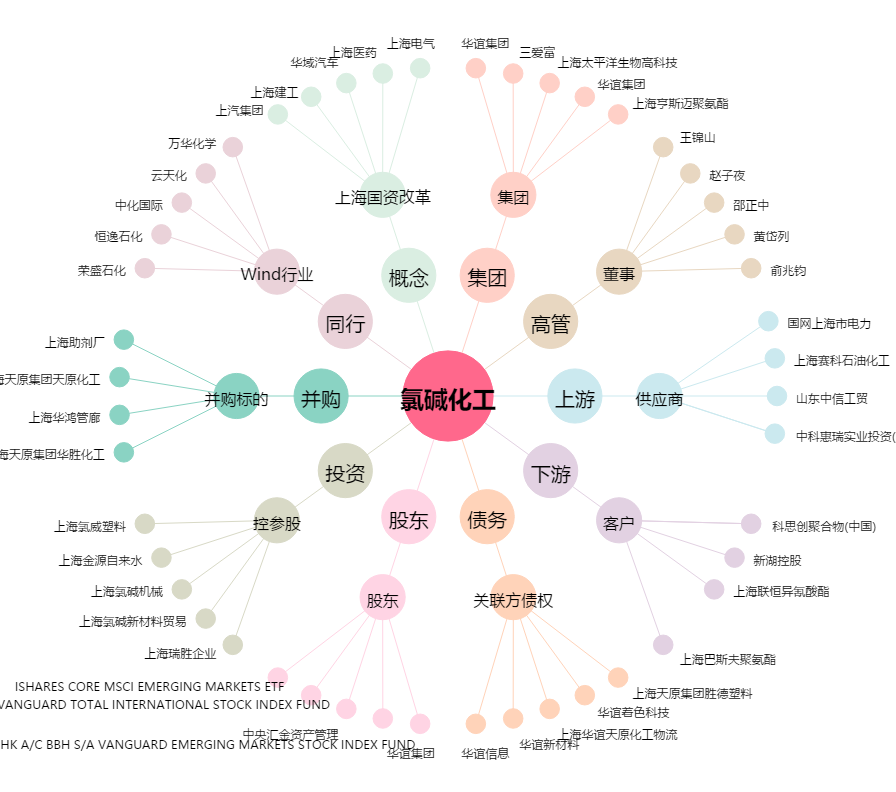 上海电气
上海医药
华域汽车
上海建工
上汽集团
上海国资改革
概念
华谊集团
三爱富
上海太平洋生物高科技
华谊集团
上海亨斯迈聚氨酯
集团
集团
万华化学
云天化
中化国际
恒逸石化
荣盛石化
Wind行业
同行
王锦山
赵子夜
邵正中
黄岱列
俞兆钧
董事
高管
上海助剂厂
海天原集团天原化工
上海华鸿管廊
海天原集团华胜化工
并购标的
并购
氯碱化工
上游
供应商
国网上海市电力
上海赛科石油化工
山东中信工贸
中科惠瑞实业投资(
投资
控参股
上海氯威塑料
上海金源自来水
上海氯碱机械
上海氯碱新材料贸易
上海瑞胜企业
下游
客户
科思创聚合物(中国)
新湖控股
上海联恒异氰酸酯
上海巴斯夫聚氨酯
股东
股东
ISHARES CORE MSCI EMERGING MARKETS ETF
VANGUARD TOTAL INTERNATIONAL STOCK INDEX FUND
中央汇金资产管理
HK A/C BBH S/A VANGUARD EMERGING MARKETS STOCK INDEX FUND
华谊集团
债务
关联方债权
上海天原集团胜德塑料
华谊着色科技
上海华谊天原化工物流
华谊新材料
华谊信息